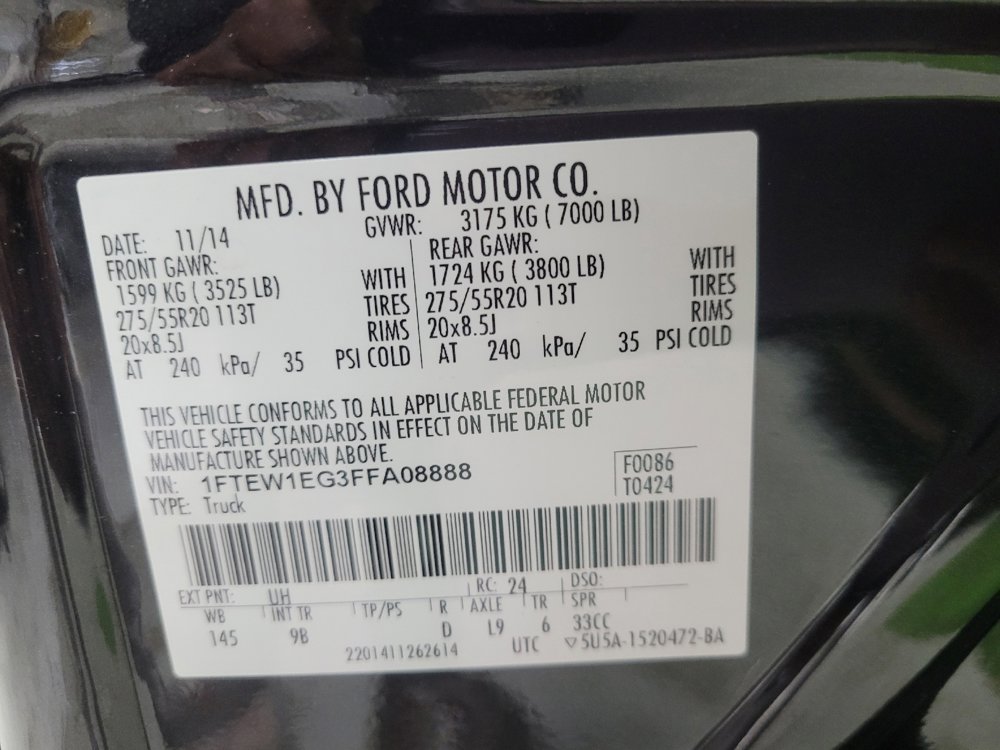 MFD. BY FORD MOTOR CO.
DATE: 11/14 GVWR: 3175 KG ( 7000 LB)
FRONT GAWR: REAR GAWR:
1599 KG ( 3525 LB) WITH 1724 KG ( 3800 LB) WITH
275/55R20 113T TIRES 275/55R20 113T TIRES
20x8.5J RIMS 20x8.5J RIMS
AT 240 kPa/ 35 PSI COLD AT 240 kPa/ 35 PSI COLD
THIS VEHICLE CONFORMS TO ALL APPLICABLE FEDERAL MOTOR
VEHICLE SAFETY STANDARDS IN EFFECT ON THE DATE OF
MANUFACTURE SHOWN ABOVE.
VIN: 1FTEW1EG3FFA08888 F0086
TYPE: Truck T0424
EXT PNT: UH RC: 24 DSO:
WB INT TR TP/PS R AXLE TR SPR
145 9B D L9 6 33CC
2201411262614 UTC ▽5U5A-1520472-BA